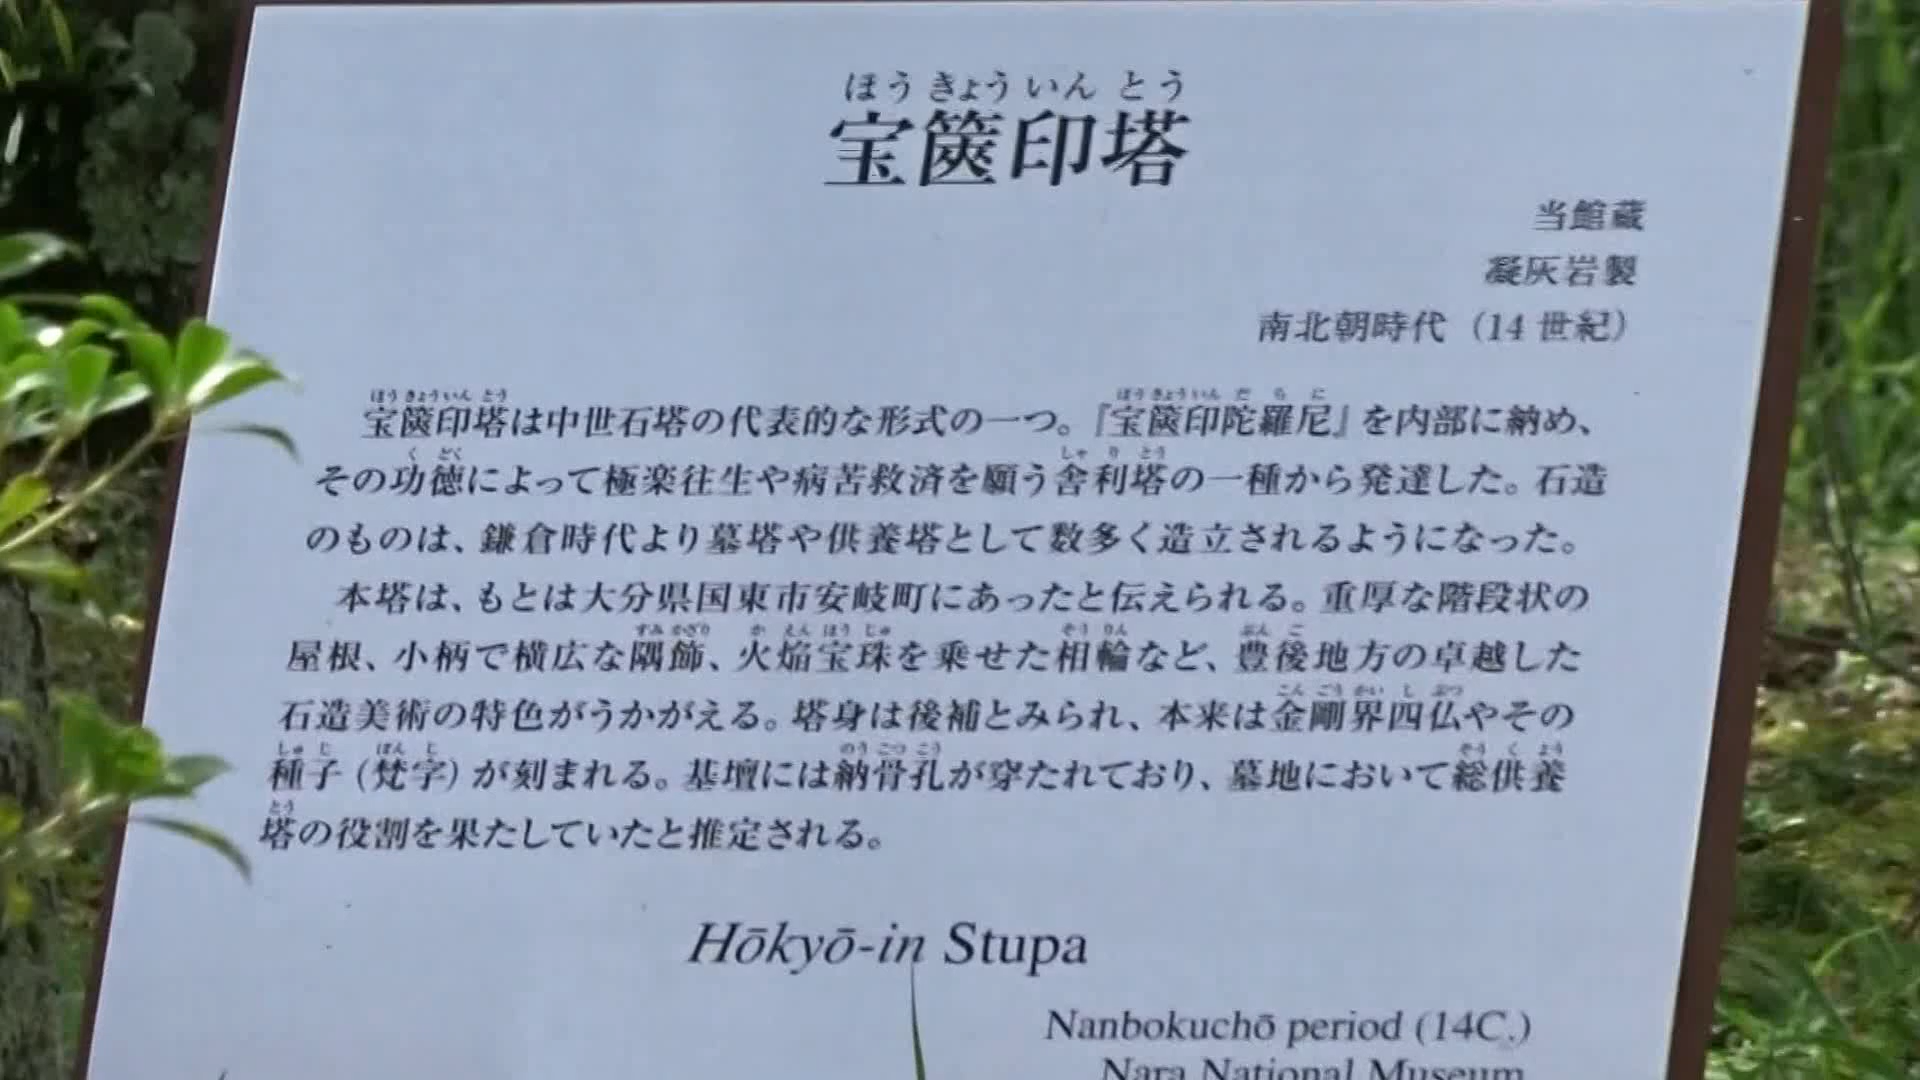 ほうきょういんとう
宝篋印塔
当館蔵
凝灰岩製
南北朝時代（14世紀）
宝篋印塔は中世石塔の代表的な形式の一つ。『宝篋印陀羅尼』を内部に納め、
その功徳によって極楽往生や病苦救済を願う舎利塔の一種から発達した。石造
のものは、鎌倉時代より墓塔や供養塔として数多く造立されるようになった。
本塔は、もとは大分県国東市安岐町にあったと伝えられる。重厚な階段状の
屋根、小柄で横広な隅飾、火焔宝珠を乗せた相輪など、豊後地方の卓越した
石造美術の特色がうかがえる。塔身は後補とみられ、本来は金剛界四仏やその
種子（梵字）が刻まれる。基壇には納骨孔が穿たれており、墓地において総供養
塔の役割を果たしていたと推定される。
Hōkyō-in Stupa
Nanbokuchō period (14C.)
Nara National Museum